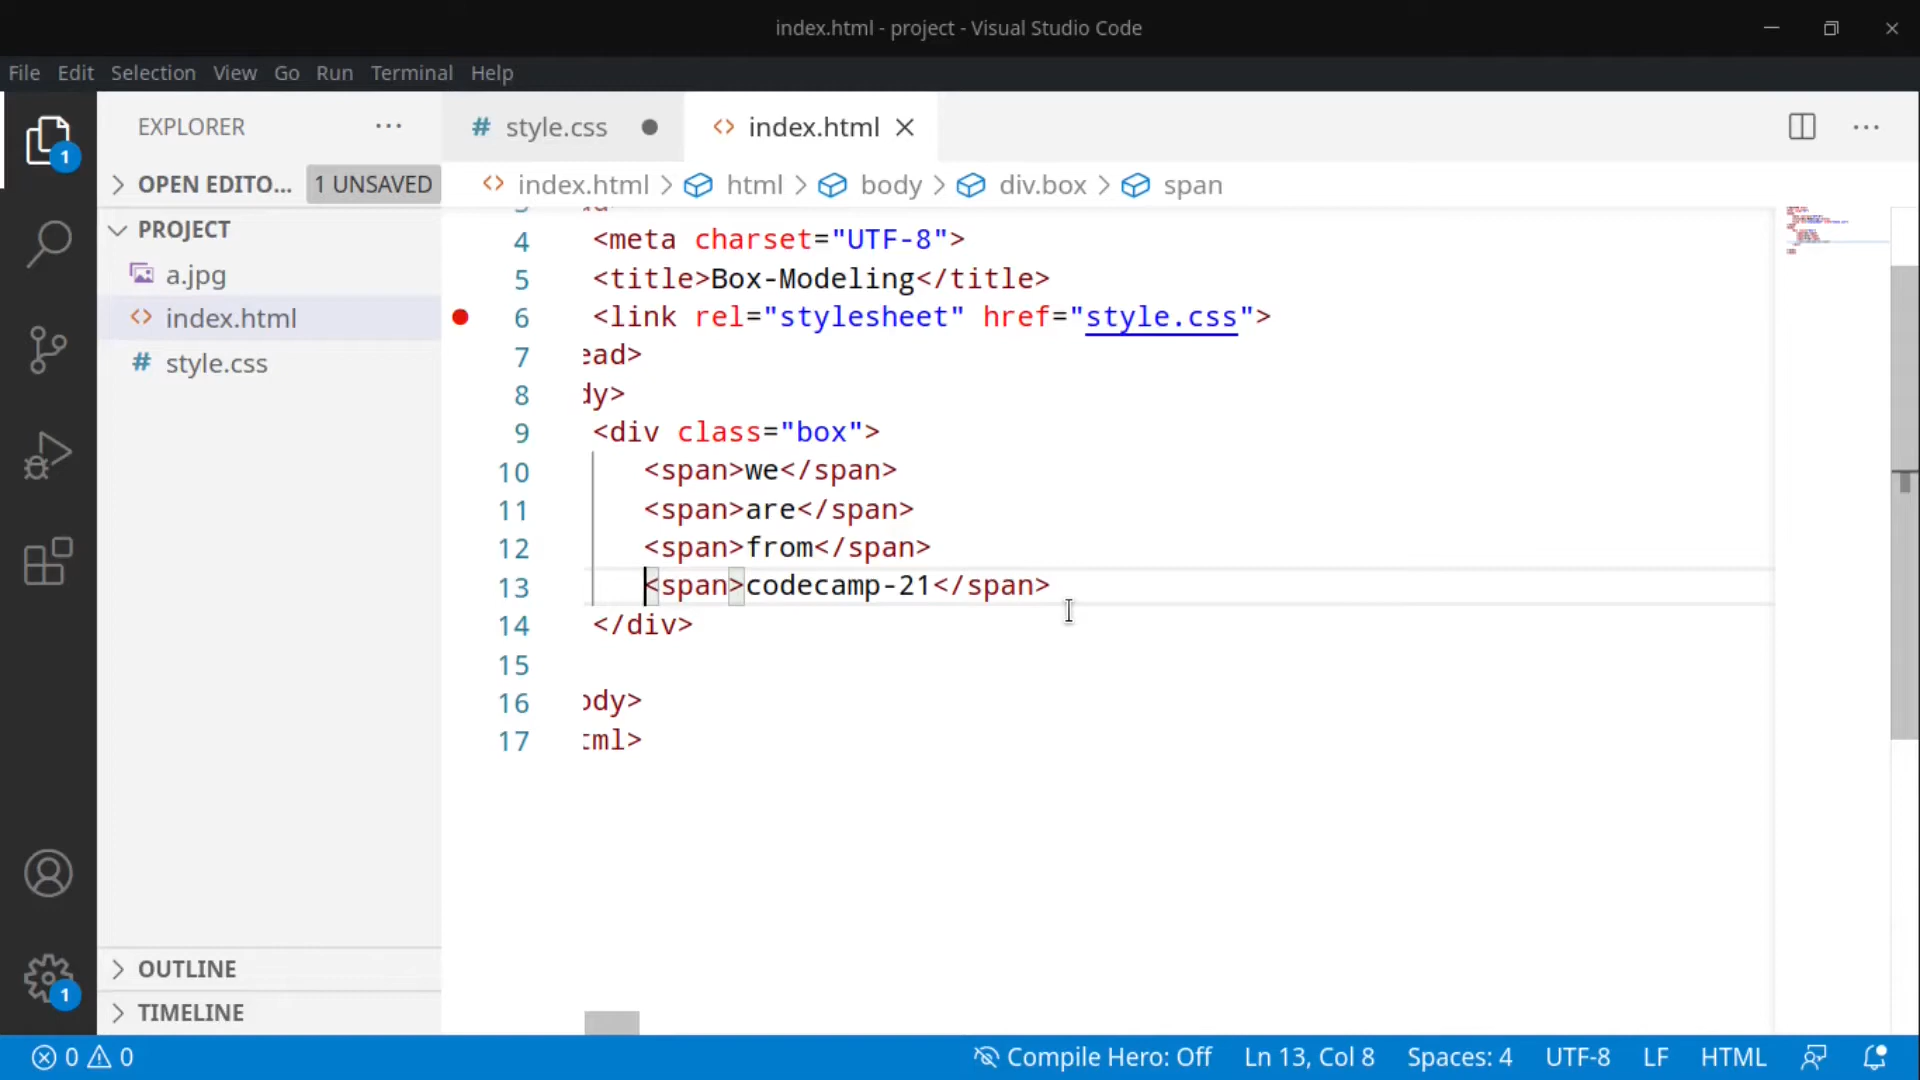 index.html - project - Visual Studio Code
File Edit Selection View Go Run Terminal Help
EXPLORER
# style.css
<> index.html
OPEN EDITO... 1 UNSAVED
<> index.html > html > body > div.box > span
PROJECT
a.jpg
<> index.html
# style.css
4 <meta charset="UTF-8">
5 <title>Box-Modeling</title>
6 <link rel="stylesheet" href="style.css">
7 ead>
8 dy>
9 <div class="box">
10 <span>we</span>
11 <span>are</span>
12 <span>from</span>
13 <span>codecamp-21</span>
14 </div>
15
16 ody>
17 tml>
1
1
OUTLINE
TIMELINE
0 0 Compile Hero: Off Ln 13, Col 8 Spaces: 4 UTF-8 LF HTML